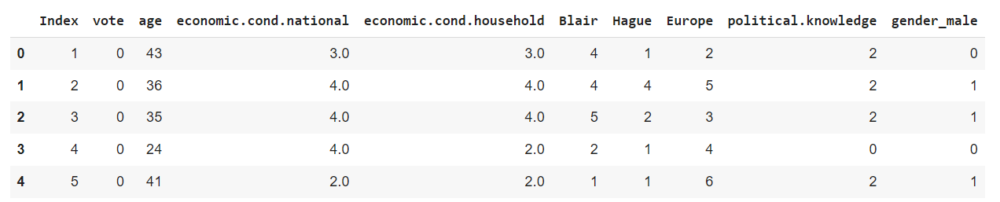 Index vote age economic.cond.national economic.cond.household Blair Hague Europe political.knowledge gender_male
0 1 0 43 3.0 3.0 4 1 2 2 0
1 2 0 36 4.0 4.0 4 4 5 2 1
2 3 0 35 4.0 4.0 5 2 3 2 1
3 4 0 24 4.0 2.0 2 1 4 0 0
4 5 0 41 2.0 2.0 1 1 6 2 1